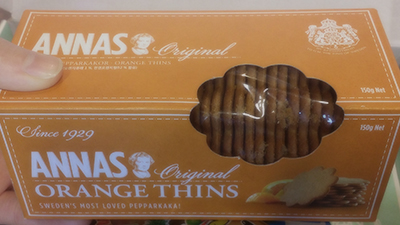 ANNAS Original
PEPPARKAKOR · ORANGE THINS
150g Net
Since 1929
150g Net
ANNAS Original
ORANGE THINS
SWEDEN'S MOST LOVED PEPPARKAKA!